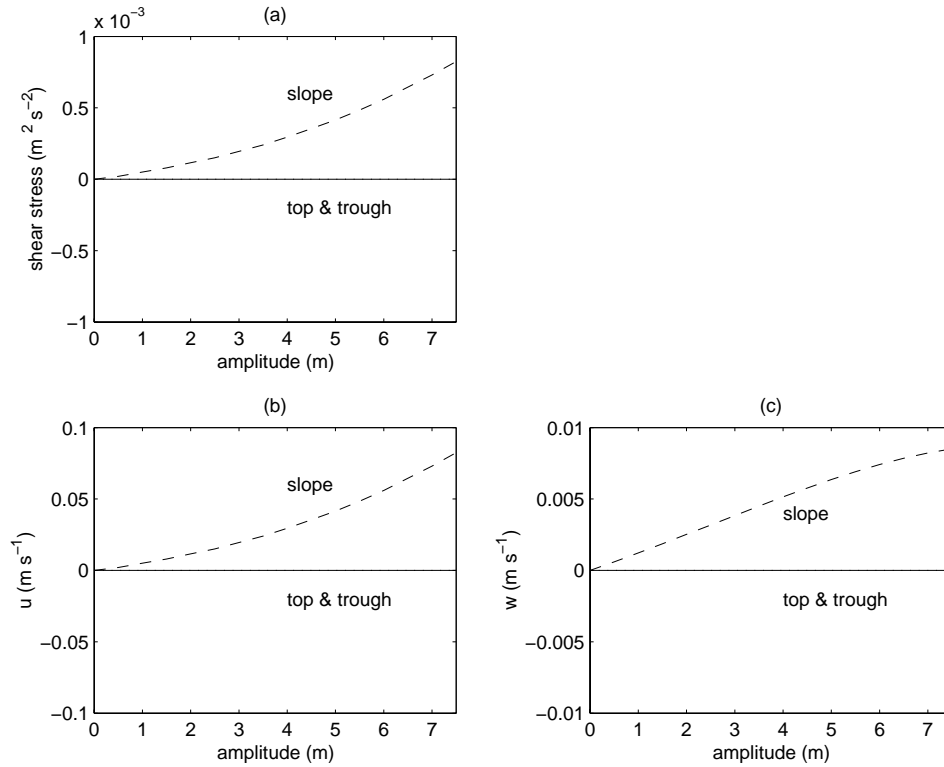 (a)
x 10−3
1
0.5
0
−0.5
−1
shear stress (m 2 s−2)
slope
top & trough
0 1 2 3 4 5 6 7
amplitude (m)
(b)
0.1
0.05
0
−0.05
−0.1
u (m s−1)
slope
top & trough
0 1 2 3 4 5 6 7
amplitude (m)
(c)
0.01
0.005
0
−0.005
−0.01
w (m s−1)
slope
top & trough
0 1 2 3 4 5 6 7
amplitude (m)